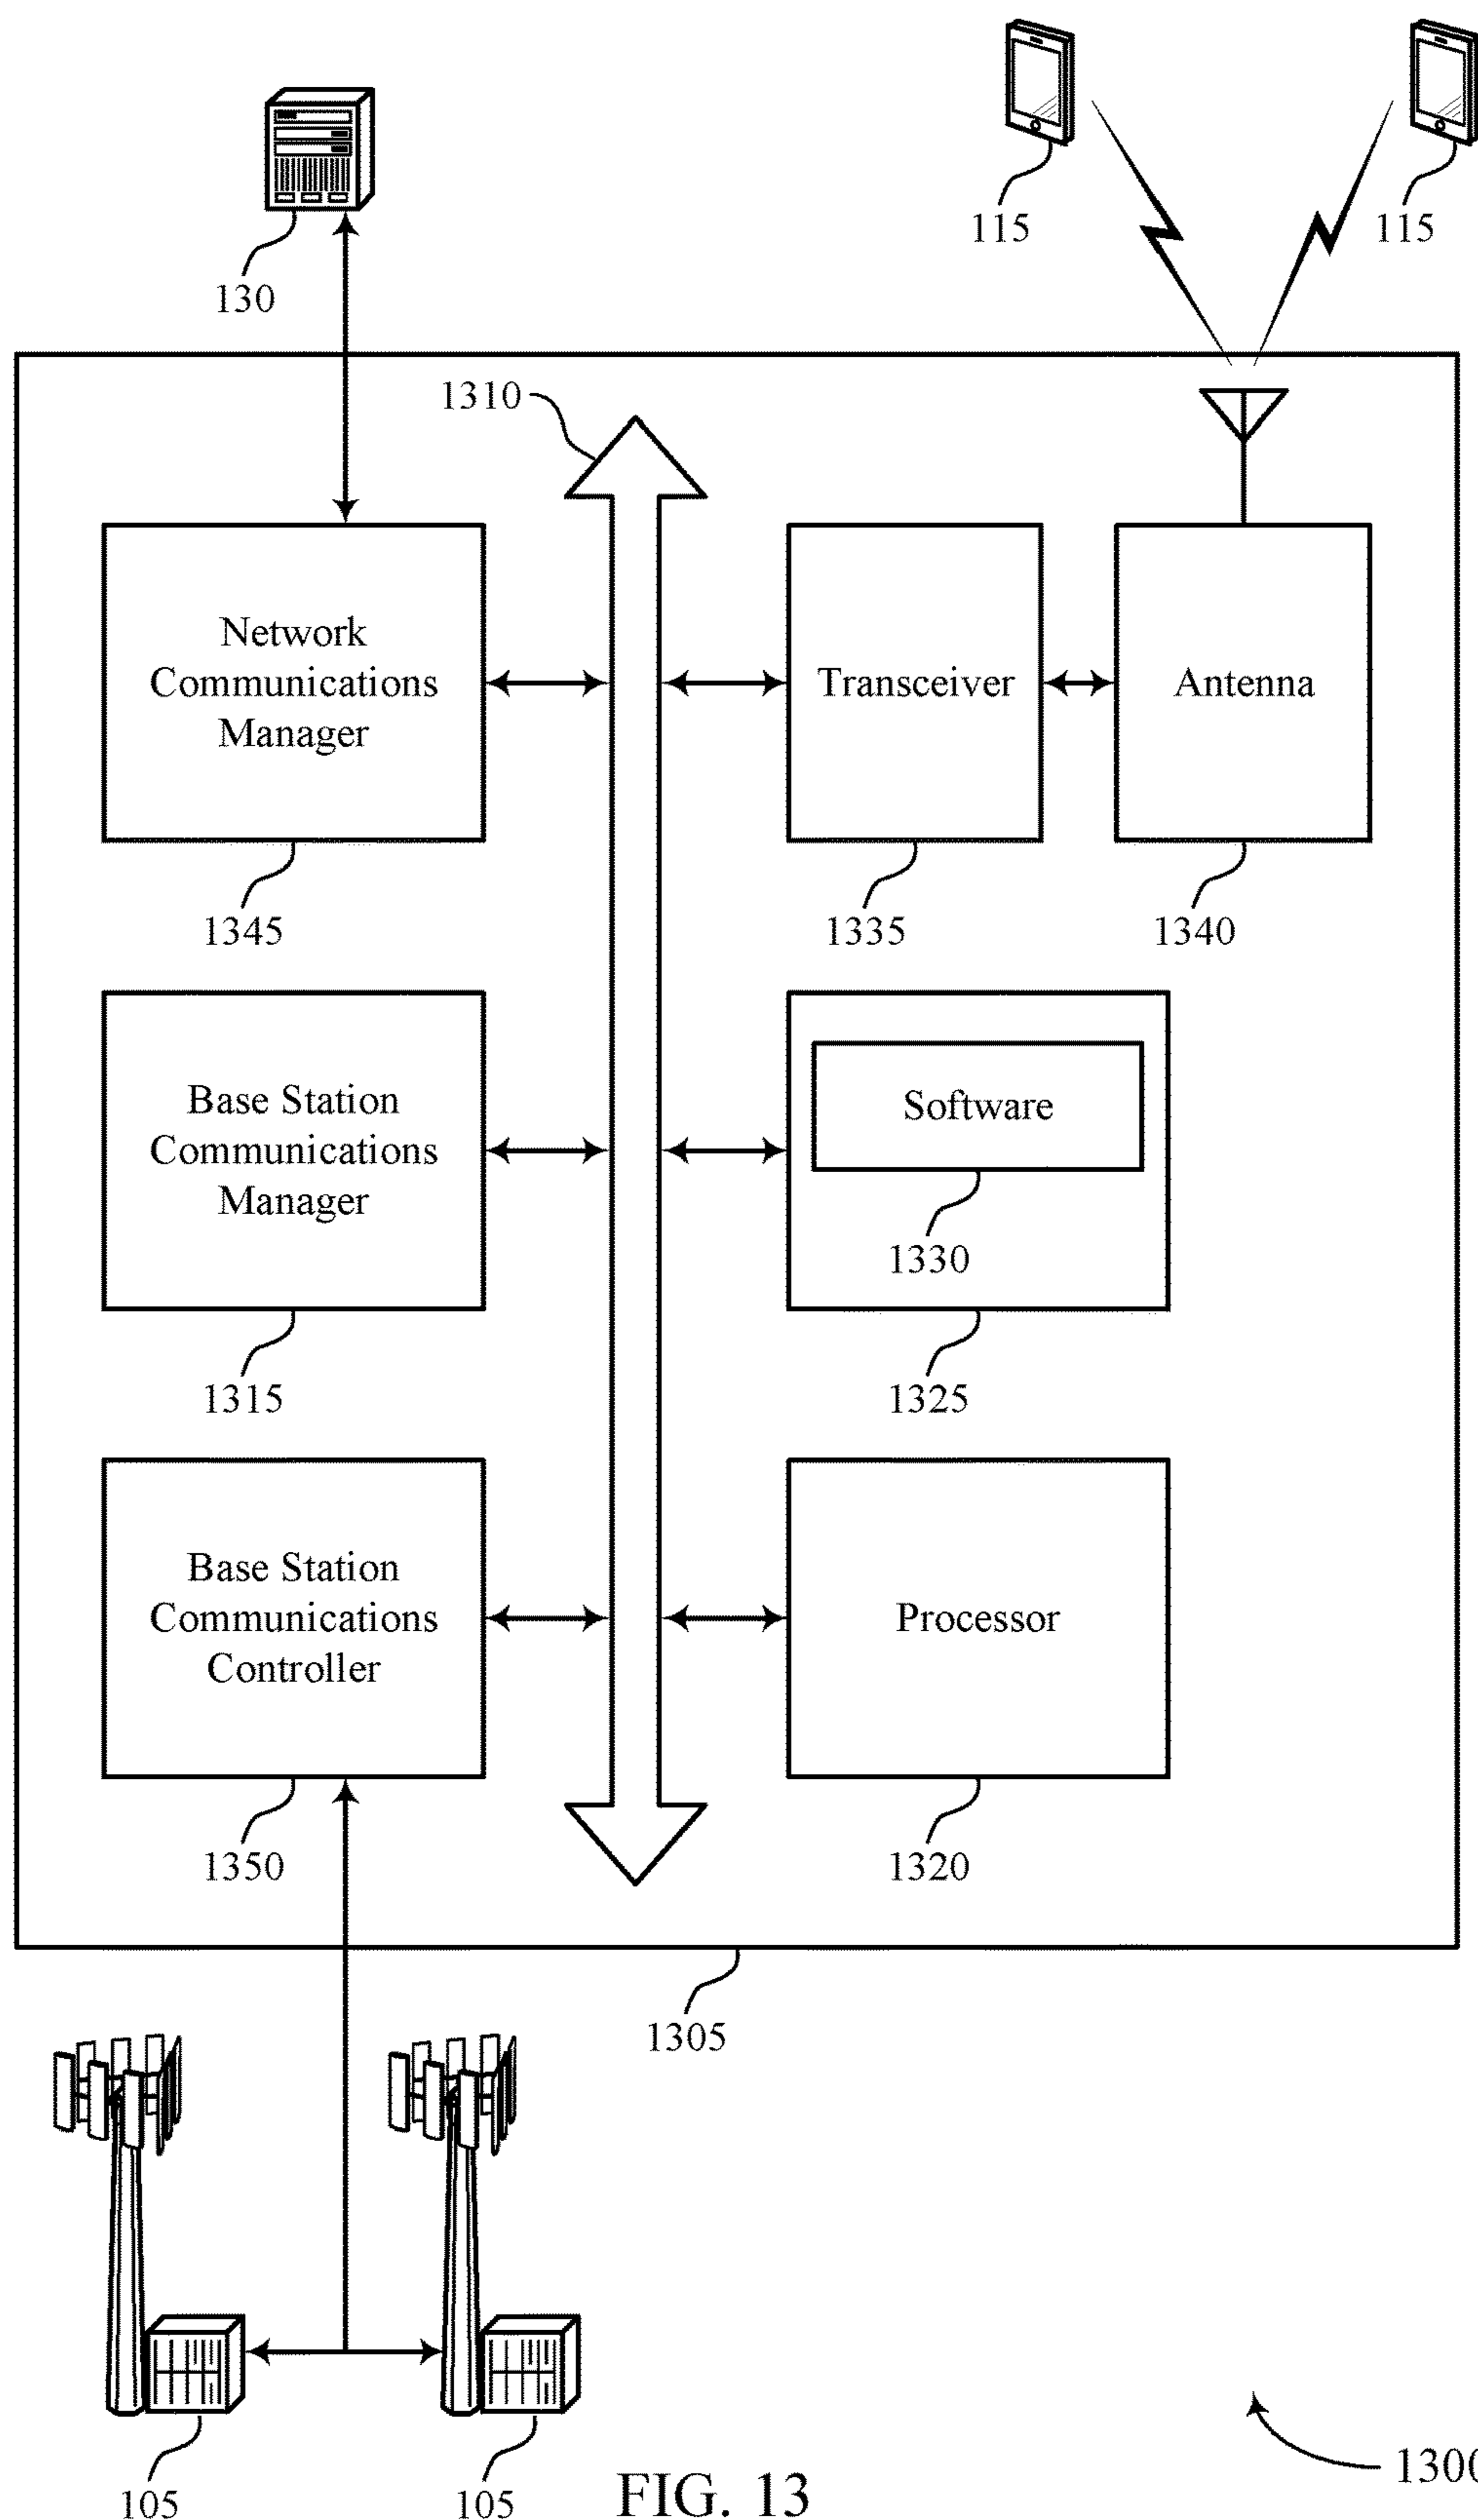 115
115
130
1310
Network
Communications
Manager
Transceiver
Antenna
1345
1335
1340
Base Station
Communications
Manager
Software
1330
1315
1325
Base Station
Communications
Controller
Processor
1350
1320
1305
105
105
FIG. 13
1300